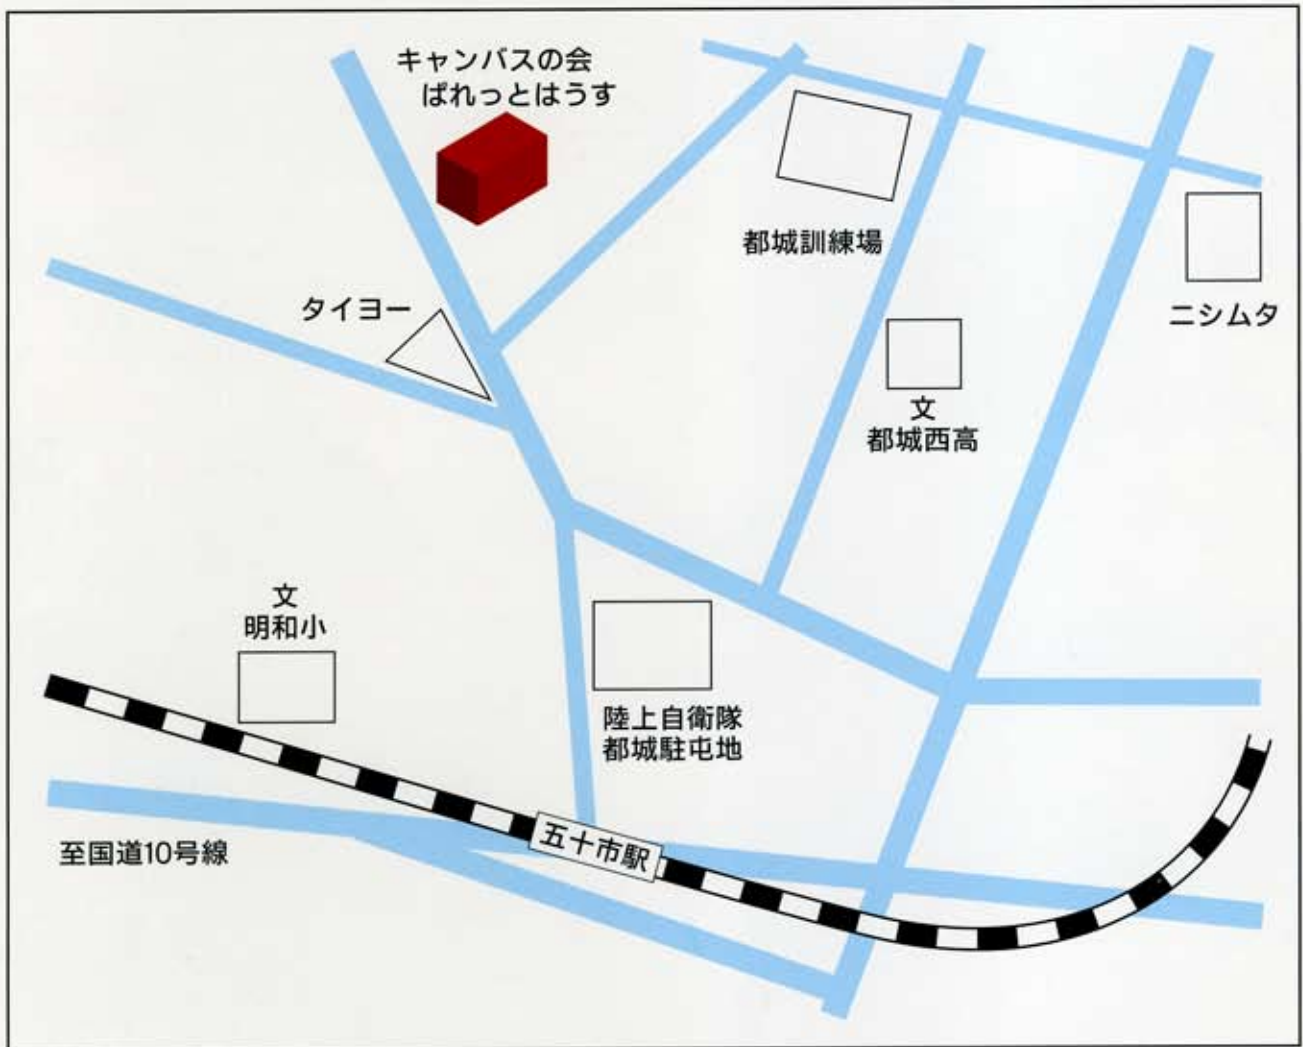 キャンバスの会
ぱれっとはうす
都城訓練場
タイヨー
ニシムタ
文
都城西高
文
明和小
陸上自衛隊
都城駐屯地
五十市駅
至国道10号線